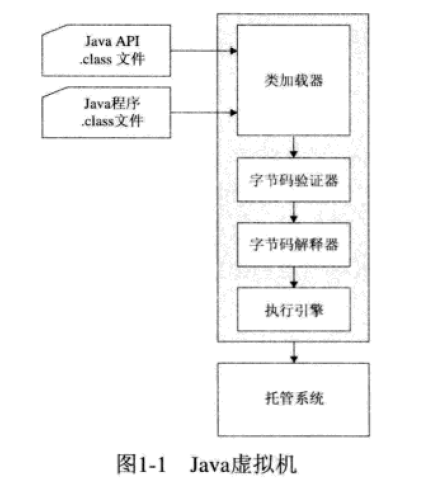 Java API
.class 文件
Java程序
.class文件
类加载器
字节码验证器
字节码解释器
执行引擎
托管系统
图1-1 Java虚拟机